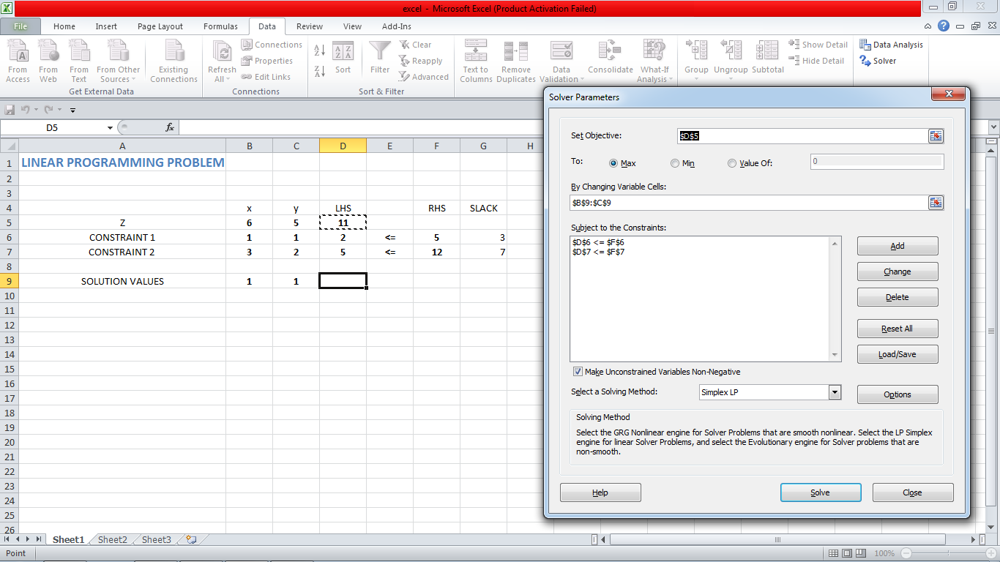 excel - Microsoft Excel (Product Activation Failed)
File Home Insert Page Layout Formulas Data Review View Add-Ins
From Access
From Web
From Text
From Other Sources
Existing Connections
Get External Data
Refresh All
Connections
Properties
Edit Links
Connections
Sort
Filter
Clear
Reapply
Advanced
Sort & Filter
Text to Columns
Remove Duplicates
Data Validation
Consolidate
What-If Analysis
Group
Ungroup
Subtotal
Show Detail
Hide Detail
Data Analysis
Solver
D5 fx
A B C D E F G H
1 LINEAR PROGRAMMING PROBLEM
2
3
4 x y LHS RHS SLACK
5 Z 6 5 11
6 CONSTRAINT 1 1 1 2 <= 5 3
7 CONSTRAINT 2 3 2 5 <= 12 7
8
9 SOLUTION VALUES 1 1
10
11
12
13
14
15
16
17
18
19
20
21
22
23
24
25
26
Sheet1 Sheet2 Sheet3
Point 100%
Solver Parameters
Set Objective: $D$5
To: Max Min Value Of: 0
By Changing Variable Cells:
$B$9:$C$9
Subject to the Constraints:
$D$6 <= $F$6
$D$7 <= $F$7
Add
Change
Delete
Reset All
Load/Save
Make Unconstrained Variables Non-Negative
Select a Solving Method: Simplex LP Options
Solving Method
Select the GRG Nonlinear engine for Solver Problems that are smooth nonlinear. Select the LP Simplex
engine for linear Solver Problems, and select the Evolutionary engine for Solver problems that are
non-smooth.
Help Solve Close